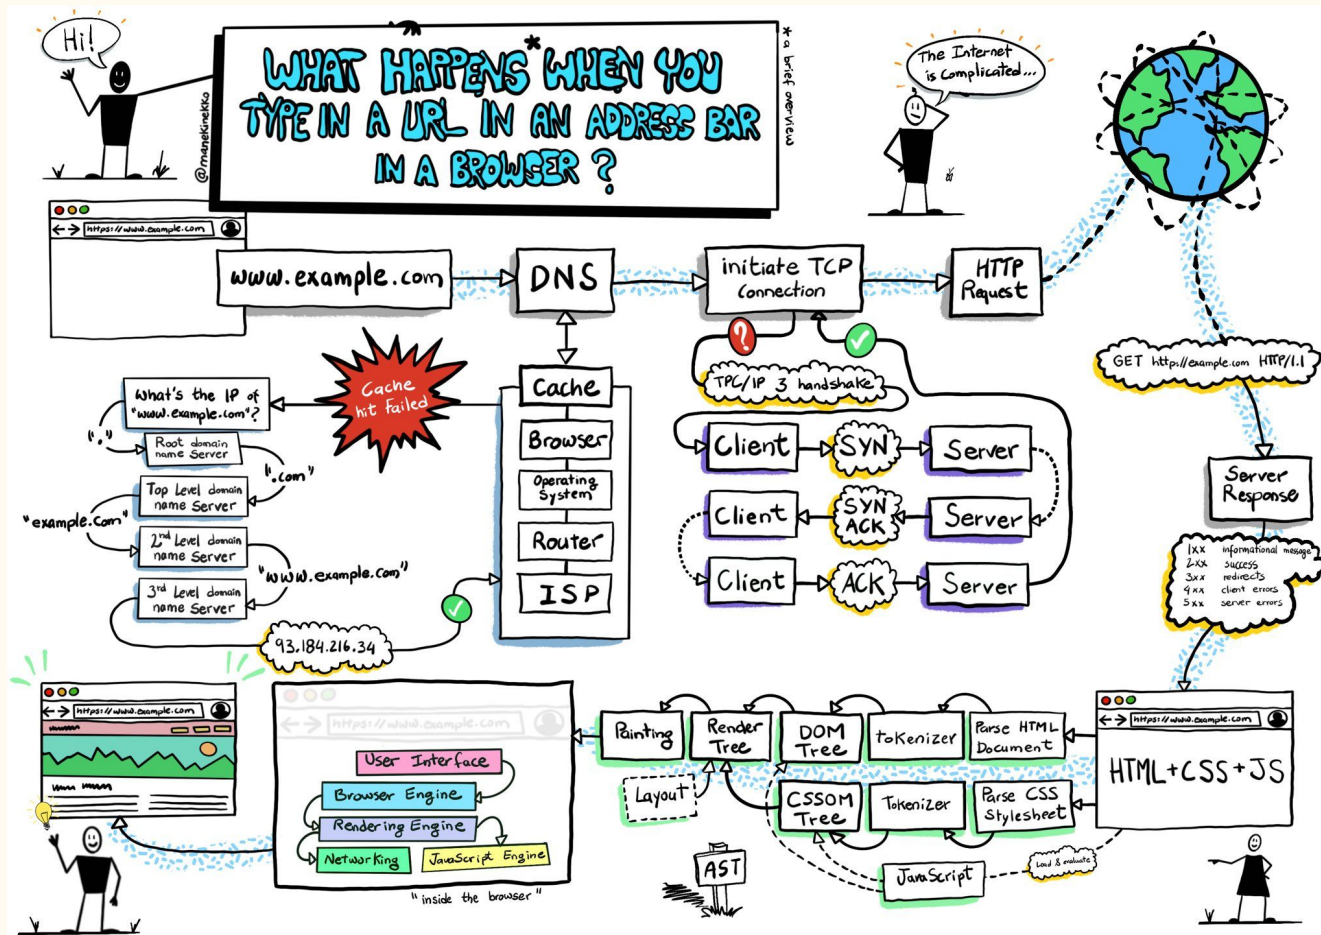 Hi!
@manekinekko
WHAT HAPPENS* WHEN YOU
TYPE IN A URL IN AN ADDRESS BAR
IN A BROWSER ?
* a brief overview
The Internet
is complicated...
https://www.example.com
www.example.com
DNS
initiate TCP
Connection
HTTP
Request
GET http://example.com HTTP/1.1
Server
Response
1xx informational message
2xx success
3xx redirects
4xx client errors
5xx server errors
Cache
Browser
Operating
System
Router
ISP
Cache
hit Failed
What's the IP of
"www.example.com"?
"."
Root domain
name Server
".com"
Top Level domain
name Server
"example.com"
2nd Level domain
name Server
"www.example.com"
3rd Level domain
name Server
93.184.216.34
?
TPC/IP 3 handshake
Client SYN Server
Client SYN
ACK Server
Client ACK Server
https://www.example.com
HTML+CSS+JS
Parse HTML
Document
tokenizer
DOM
Tree
Render
Tree
Painting
Layout
Parse CSS
Stylesheet
Tokenizer
CSSOM
Tree
JavaScript
Load & evaluate
AST
https://www.example.com
User Interface
Browser Engine
Rendering Engine
Networking
JavaScript Engine
"inside the browser"
https://www.example.com